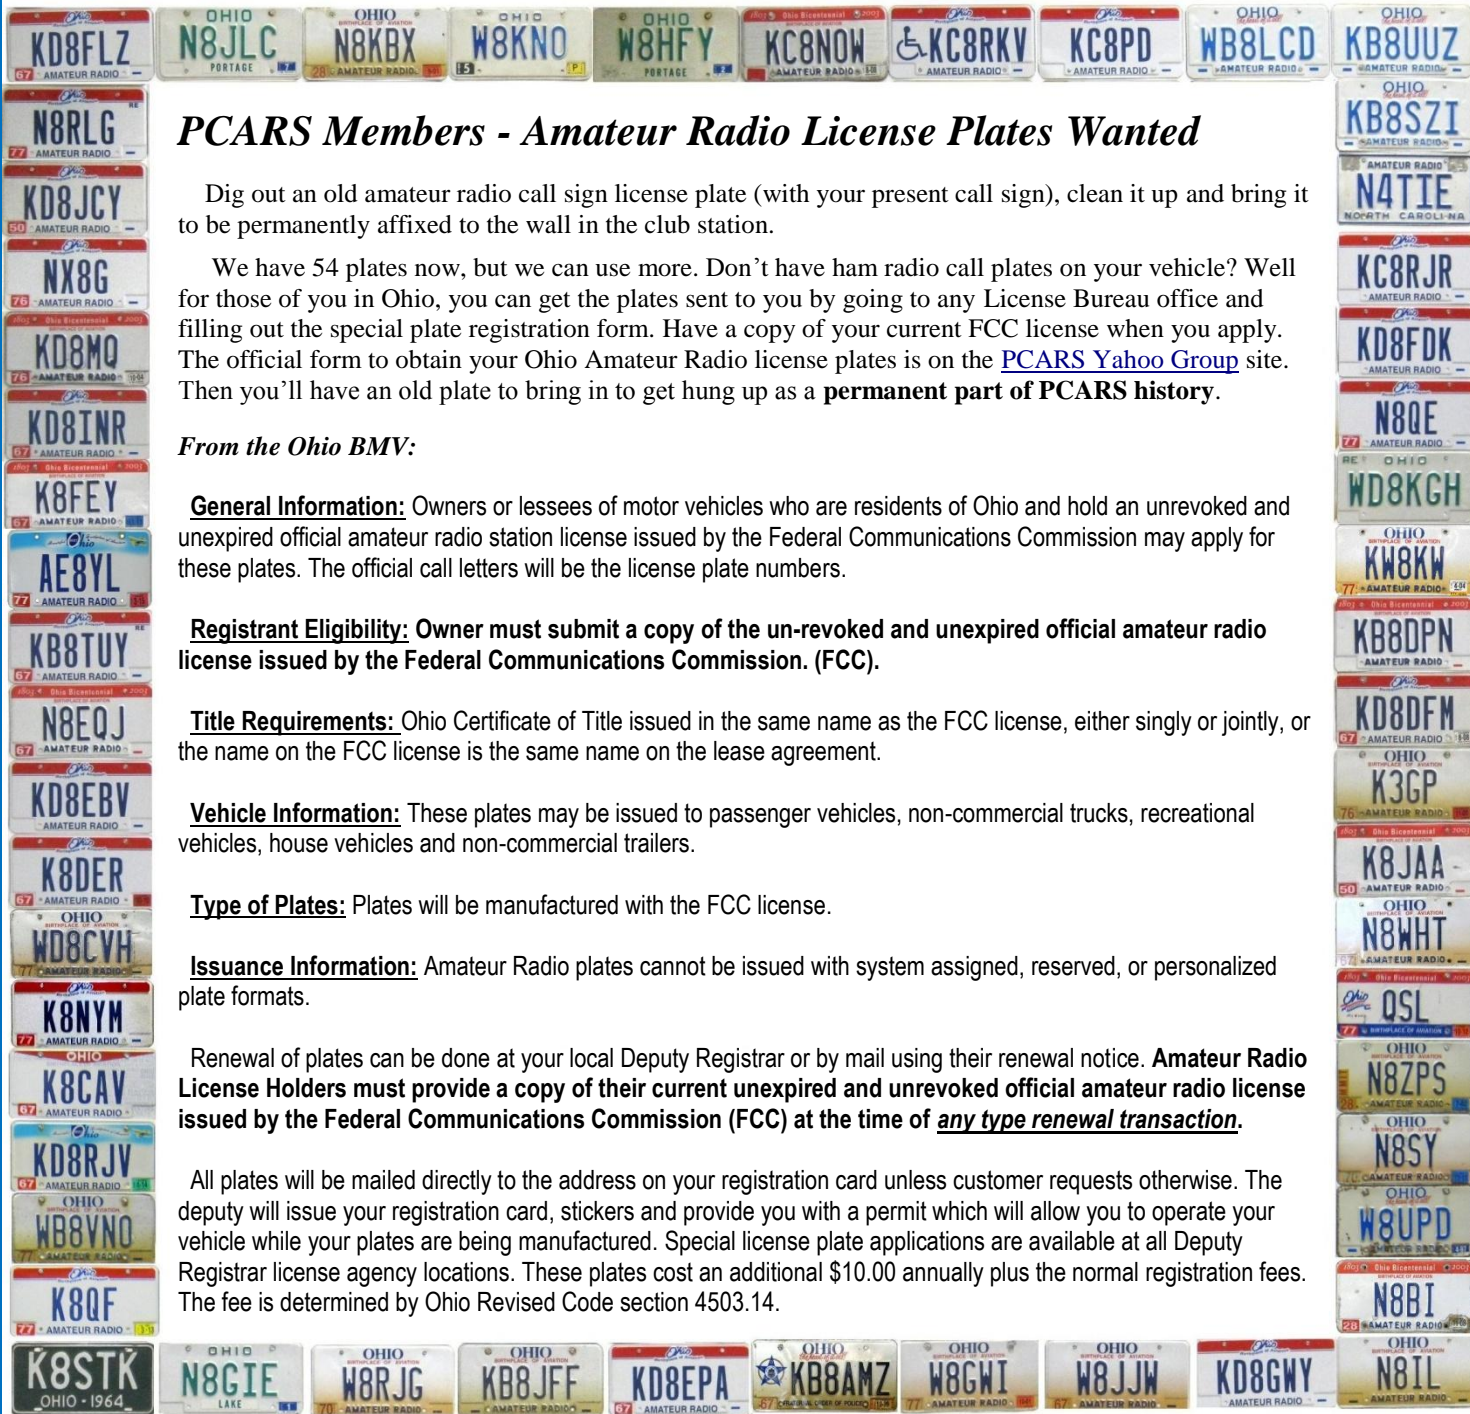 KD8FLZ
N8JLC
N8KBX
W8KNO
W8HFY
KC8NOW
KC8RKV
KC8PD
WB8LCD
KB8UUZ
N8RLG
KD8JCY
NX8G
KD8MQ
KD8INR
K8FEY
AE8YL
KB8TUY
N8EQJ
KD8EBV
K8DER
WD8CVH
K8NYM
K8CAV
KD8RJV
WB8VNO
K8QF
PCARS Members - Amateur Radio License Plates Wanted
Dig out an old amateur radio call sign license plate (with your present call sign), clean it up and bring it
to be permanently affixed to the wall in the club station.
We have 54 plates now, but we can use more. Don’t have ham radio call plates on your vehicle? Well
for those of you in Ohio, you can get the plates sent to you by going to any License Bureau office and
filling out the special plate registration form. Have a copy of your current FCC license when you apply.
The official form to obtain your Ohio Amateur Radio license plates is on the PCARS Yahoo Group site.
Then you’ll have an old plate to bring in to get hung up as a permanent part of PCARS history.
From the Ohio BMV:
General Information: Owners or lessees of motor vehicles who are residents of Ohio and hold an unrevoked and
unexpired official amateur radio station license issued by the Federal Communications Commission may apply for
these plates. The official call letters will be the license plate numbers.
Registrant Eligibility: Owner must submit a copy of the un-revoked and unexpired official amateur radio
license issued by the Federal Communications Commission. (FCC).
Title Requirements: Ohio Certificate of Title issued in the same name as the FCC license, either singly or jointly, or
the name on the FCC license is the same name on the lease agreement.
Vehicle Information: These plates may be issued to passenger vehicles, non-commercial trucks, recreational
vehicles, house vehicles and non-commercial trailers.
Type of Plates: Plates will be manufactured with the FCC license.
Issuance Information: Amateur Radio plates cannot be issued with system assigned, reserved, or personalized
plate formats.
Renewal of plates can be done at your local Deputy Registrar or by mail using their renewal notice. Amateur Radio
License Holders must provide a copy of their current unexpired and unrevoked official amateur radio license
issued by the Federal Communications Commission (FCC) at the time of any type renewal transaction.
All plates will be mailed directly to the address on your registration card unless customer requests otherwise. The
deputy will issue your registration card, stickers and provide you with a permit which will allow you to operate your
vehicle while your plates are being manufactured. Special license plate applications are available at all Deputy
Registrar license agency locations. These plates cost an additional $10.00 annually plus the normal registration fees.
The fee is determined by Ohio Revised Code section 4503.14.
KB8SZI
AMATEUR RADIO
N4TIE
NORTH CAROLINA
KC8RJR
KD8FDK
N8QE
WD8KGH
KW8KW
KB8DPN
KD8DFM
K3GP
K8JAA
N8WHT
QSL
N8ZPS
N8SY
W8UPD
N8BI
K8STK
OHIO - 1964
N8GIE
LAKE
W8RJG
KB8JFF
KD8EPA
KB8AMZ
W8GWI
W8JJW
KD8GWY
N8IL